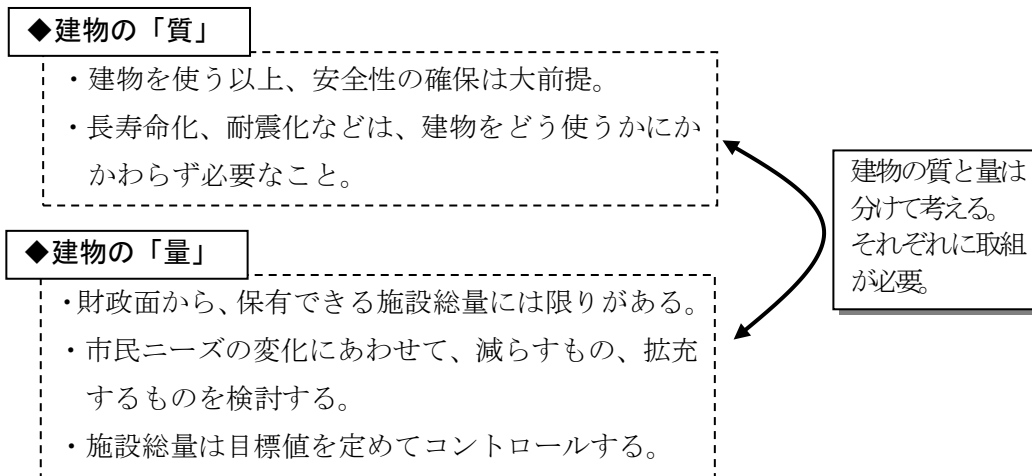 ◆建物の「質」
・建物を使う以上、安全性の確保は大前提。
・長寿命化、耐震化などは、建物をどう使うかにか
かわらず必要なこと。
建物の質と量は
分けて考える。
それぞれに取組
が必要。
◆建物の「量」
・財政面から、保有できる施設総量には限りがある。
・市民ニーズの変化にあわせて、減らすもの、拡充
するものを検討する。
・施設総量は目標値を定めてコントロールする。